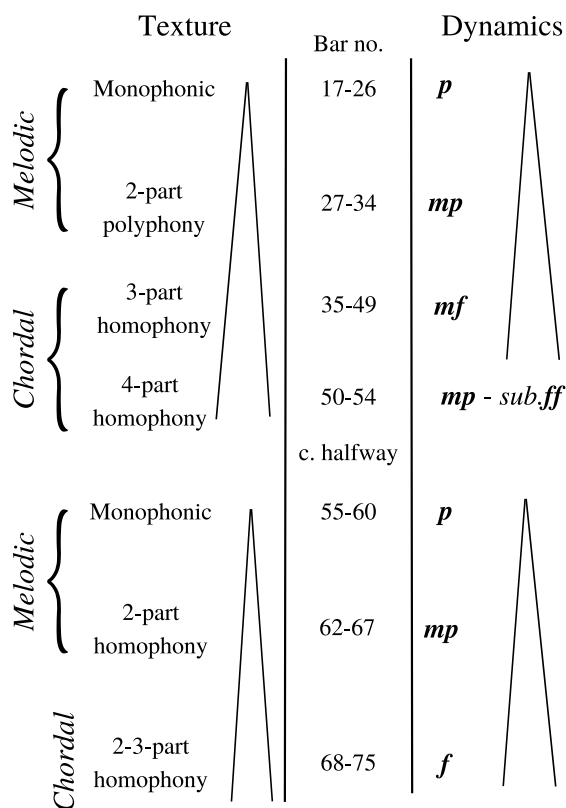 Texture Bar no. Dynamics
Melodic
Monophonic 17-26 p
2-part
polyphony 27-34 mp
Chordal
3-part
homophony 35-49 mf
4-part
homophony 50-54 mp - sub.ff
c. halfway
Melodic
Monophonic 55-60 p
2-part
homophony 62-67 mp
Chordal
2-3-part
homophony 68-75 f